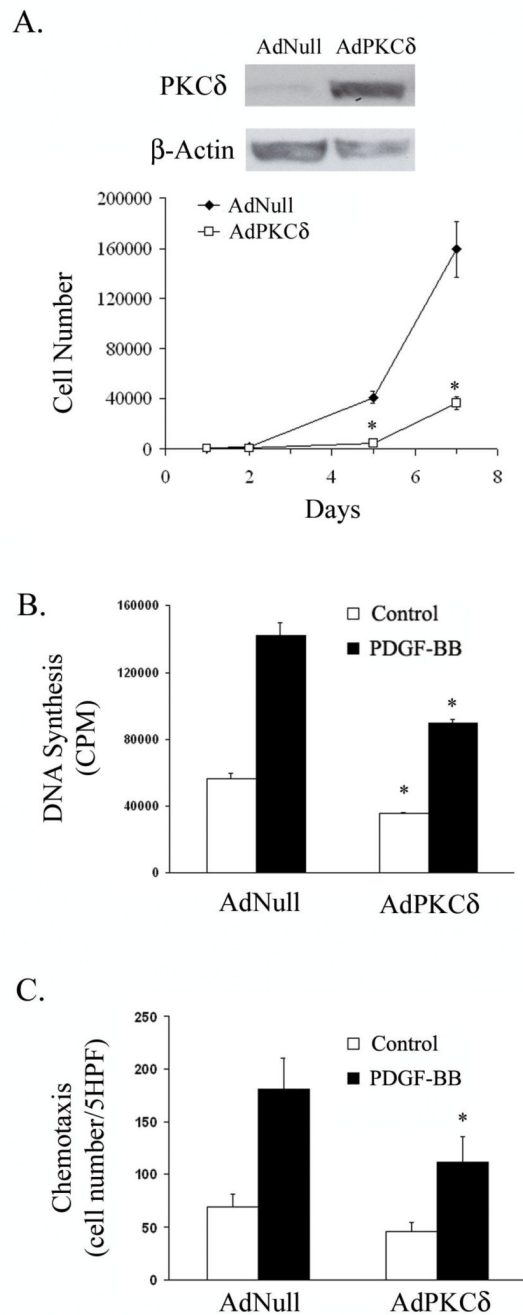 A.
AdNull AdPKCδ
PKCδ
β-Actin
200000
160000
120000
80000
40000
0
AdNull
AdPKCδ
*
*
Cell Number
0 2 4 6 8
Days
B.
160000
120000
80000
40000
0
Control
PDGF-BB
*
*
DNA Synthesis
(CPM)
AdNull AdPKCδ
C.
250
200
150
100
50
0
Control
PDGF-BB
*
Chemotaxis
(cell number/5HPF)
AdNull AdPKCδ